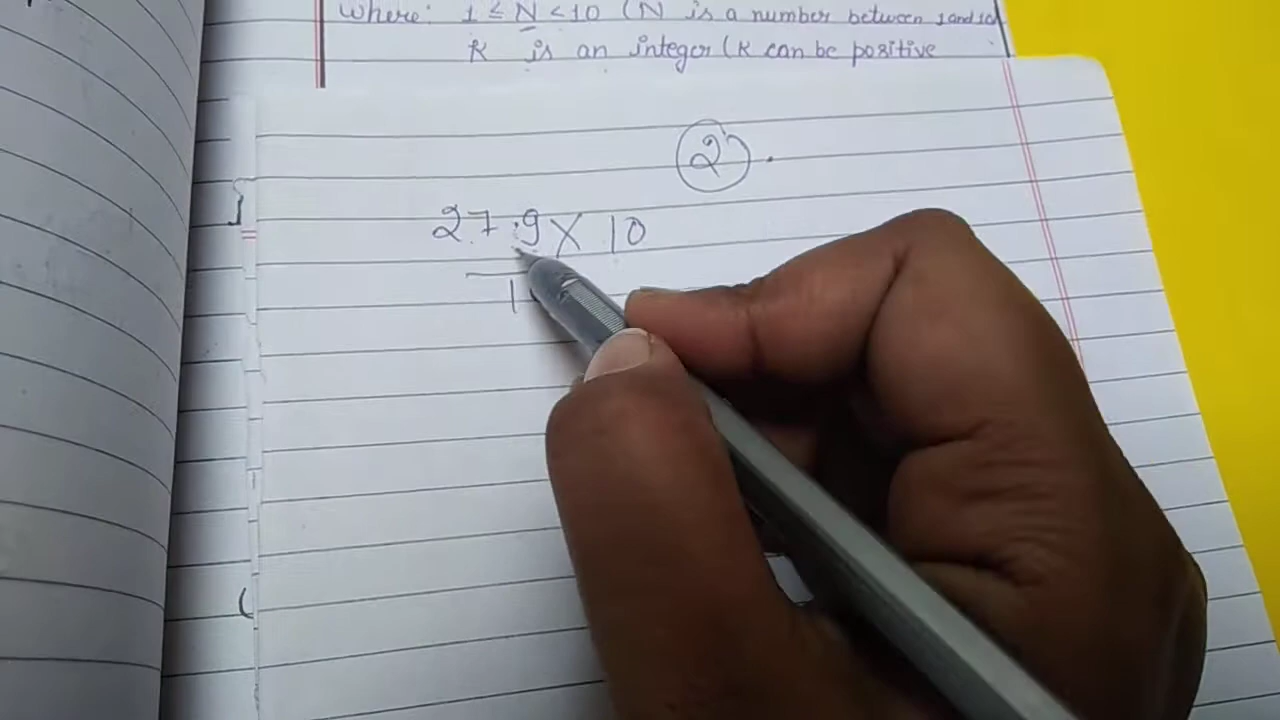 Where: 1 ≤ N < 10 (N is a number between 1 and 10
K is an integer (K can be positive
2
27.9 X 10
1